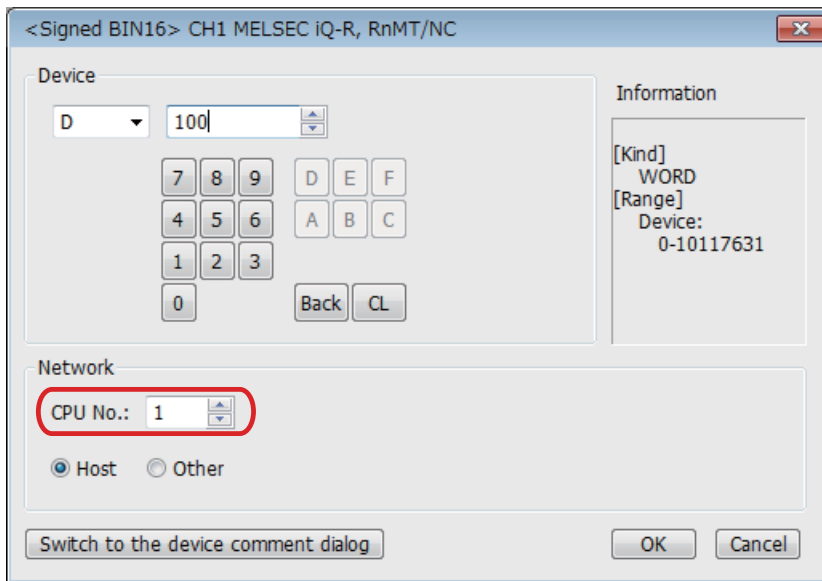 <Signed BIN16> CH1 MELSEC iQ-R, RnMT/NC
Device
D 100
7 8 9 D E F
4 5 6 A B C
1 2 3
0 Back CL
Information
[Kind]
WORD
[Range]
Device:
0-10117631
Network
CPU No.: 1
Host Other
Switch to the device comment dialog OK Cancel